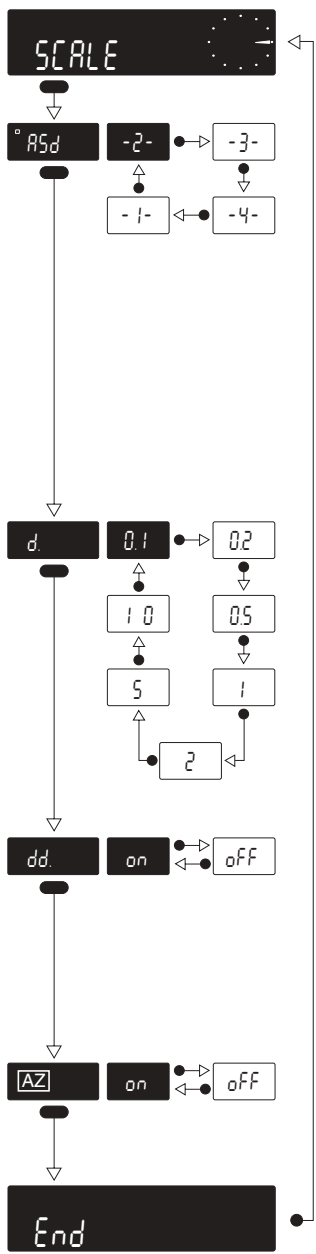 SCALE
°ASd -2- -3-
-1- -4-
d. 0.1 0.2
10 0.5
5 1
2
dd. on oFF
AZ on oFF
End